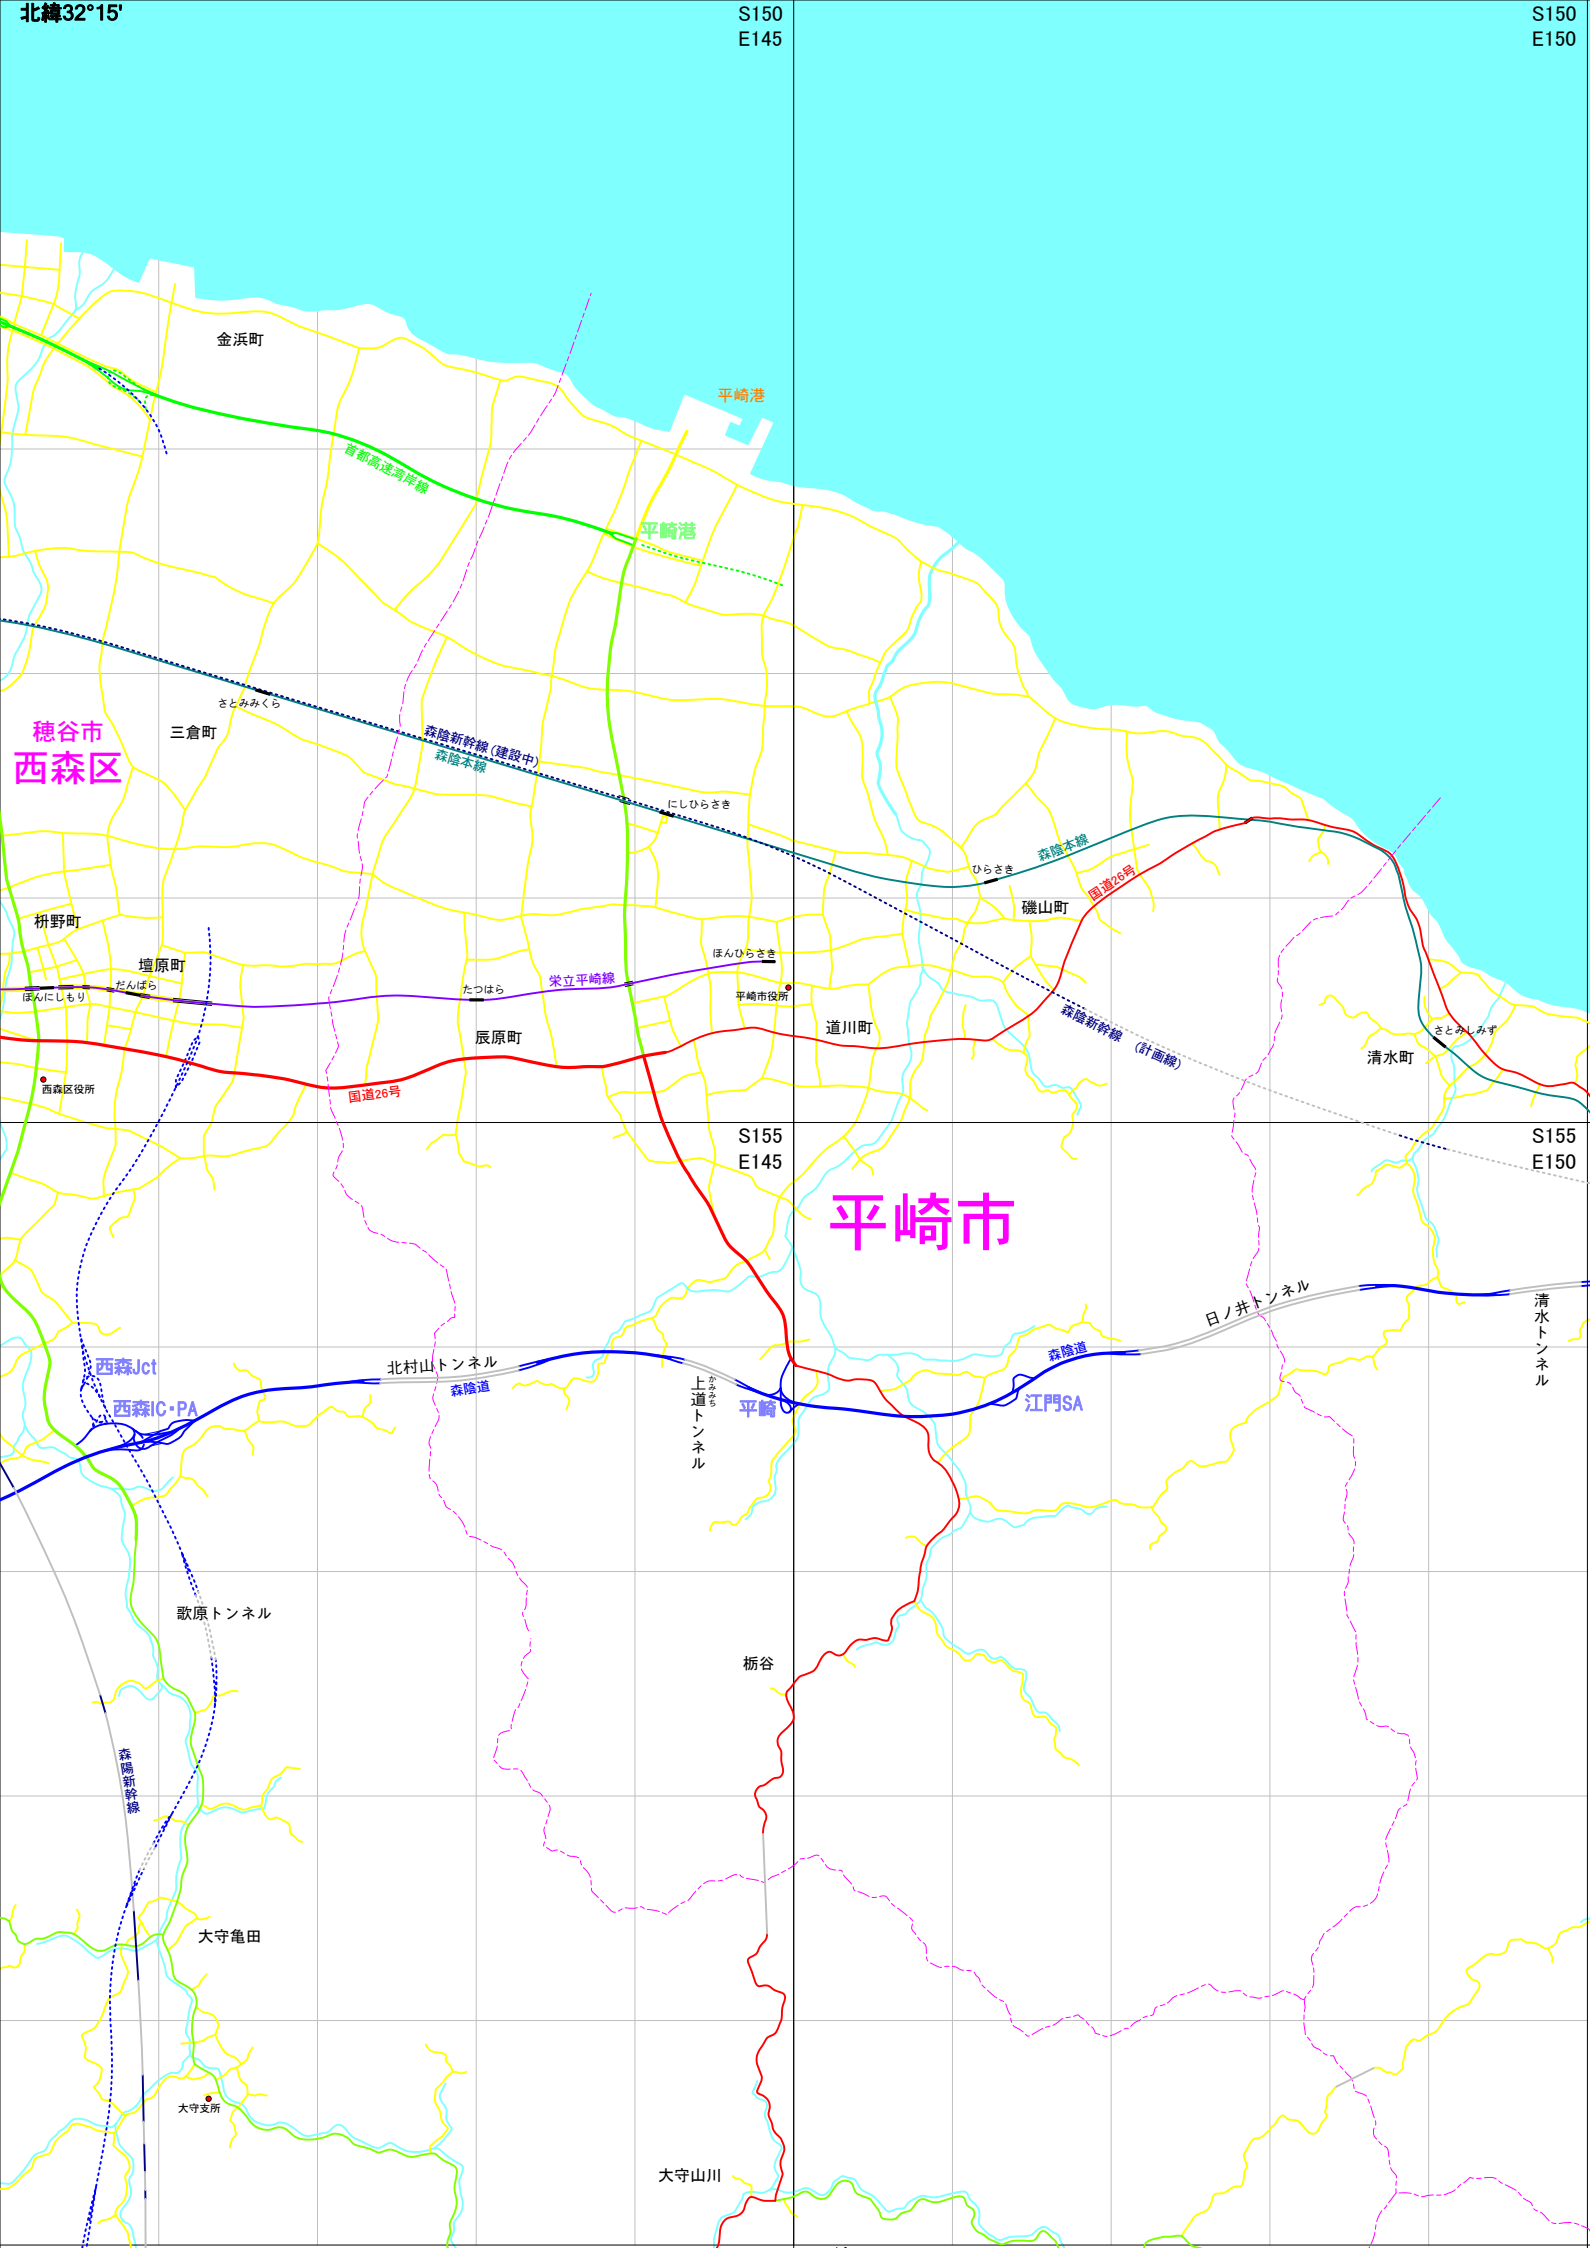 北緯32°15'
S150
E145
S150
E150
金浜町
平崎港
首都高速湾岸線
平崎港
さとみみくら
三倉町
穂谷市
西森区
森陰新幹線(建設中)
森陰本線
にしひらさき
ひらさき
森陰本線
国道26号
磯山町
枡野町
壇原町
だんばら
ほんにしもり
たつはら
栄立平崎線
ほんひらさき
平崎市役所
辰原町
道川町
森陰新幹線 (計画線)
さとみしみず
清水町
西森区役所
国道26号
S155
E145
S155
E150
平崎市
日ノ井トンネル
清水トンネル
西森Jct
北村山トンネル
森陰道
森陰道
西森IC・PA
上道トンネル
かみみち
平崎
江門SA
歌原トンネル
栃谷
森陽新幹線
大守亀田
大守支所
大守山川